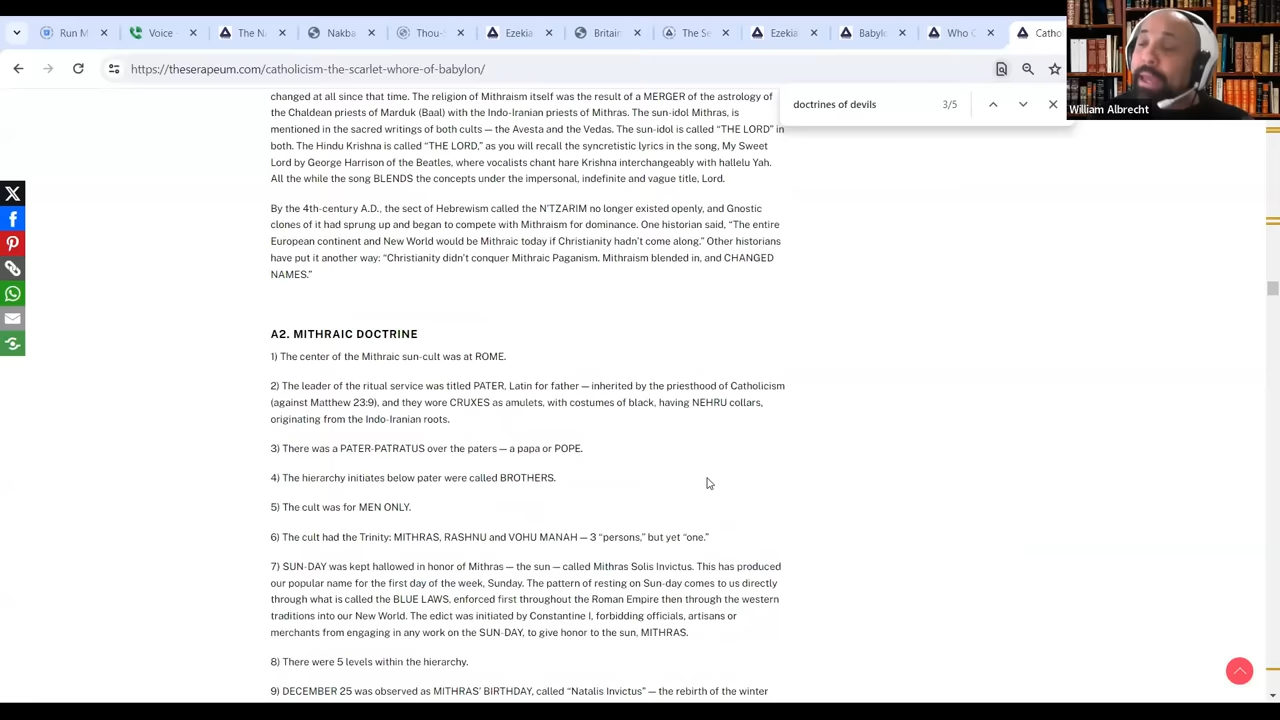 Run M
Voice -
The N
Nakba
Thou-
Ezekia
Britain
The Se
Ezekia
Babylo
Who C
Catho
https://theserapeum.com/catholicism-the-scarlet-whore-of-babylon/
doctrines of devils 3/5
William Albrecht
changed at all since that time. The religion of Mithraism itself was the result of a MERGER of the astrology of
the Chaldean priests of Marduk (Baal) with the Indo-Iranian priests of Mithras. The sun-idol Mithras, is
mentioned in the sacred writings of both cults — the Avesta and the Vedas. The sun-idol is called “THE LORD” in
both. The Hindu Krishna is called “THE LORD,” as you will recall the syncretistic lyrics in the song, My Sweet
Lord by George Harrison of the Beatles, where vocalists chant hare Krishna interchangeably with hallelu Yah.
All the while the song BLENDS the concepts under the impersonal, indefinite and vague title, Lord.
By the 4th-century A.D., the sect of Hebrewism called the N’TZARIM no longer existed openly, and Gnostic
clones of it had sprung up and began to compete with Mithraism for dominance. One historian said, “The entire
European continent and New World would be Mithraic today if Christianity hadn’t come along.” Other historians
have put it another way: “Christianity didn’t conquer Mithraic Paganism. Mithraism blended in, and CHANGED
NAMES.”
A2. MITHRAIC DOCTRINE
1) The center of the Mithraic sun-cult was at ROME.
2) The leader of the ritual service was titled PATER, Latin for father — inherited by the priesthood of Catholicism
(against Matthew 23:9), and they wore CRUXES as amulets, with costumes of black, having NEHRU collars,
originating from the Indo-Iranian roots.
3) There was a PATER-PATRATUS over the paters — a papa or POPE.
4) The hierarchy initiates below pater were called BROTHERS.
5) The cult was for MEN ONLY.
6) The cult had the Trinity: MITHRAS, RASHNU and VOHU MANAH — 3 “persons,” but yet “one.”
7) SUN-DAY was kept hallowed in honor of Mithras — the sun — called Mithras Solis Invictus. This has produced
our popular name for the first day of the week, Sunday. The pattern of resting on Sun-day comes to us directly
through what is called the BLUE LAWS, enforced first throughout the Roman Empire then through the western
traditions into our New World. The edict was initiated by Constantine I, forbidding officials, artisans or
merchants from engaging in any work on the SUN-DAY, to give honor to the sun, MITHRAS.
8) There were 5 levels within the hierarchy.
9) DECEMBER 25 was observed as MITHRAS’ BIRTHDAY, called “Natalis Invictus” — the rebirth of the winter